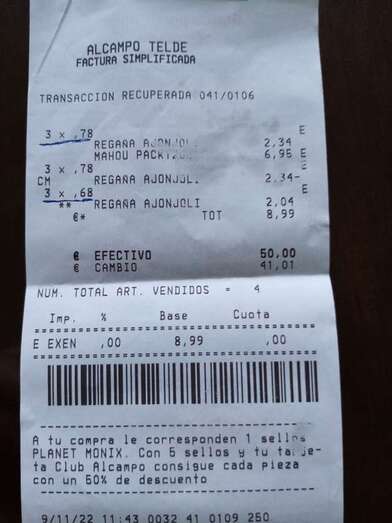 ALCAMPO TELDE
FACTURA SIMPLIFICADA
TRANSACCION RECUPERADA 041/0106
E
3 x ,78
REGAÑA AJONJOLI 2,34
MAHOU 6,95 E
3 x ,78
CM REGAÑA AJONJOLI 2,34-
E
3 x ,68
** REGAÑA AJONJOLI 2,04
€* TOT 8,99
€ EFECTIVO 50,00
€ CAMBIO 41,01
NUM. TOTAL ART. VENDIDOS = 4
Imp. % Base Cuota
E EXEN ,00 8,99 ,00
A tu compra le corresponden 1 sellos
PLANET MONIX. Con 5 sellos y tu tarje-
ta Club Alcampo consigue cada pieza
con un 50% de descuento
9/11/22 11:43 0032 41 0109 250